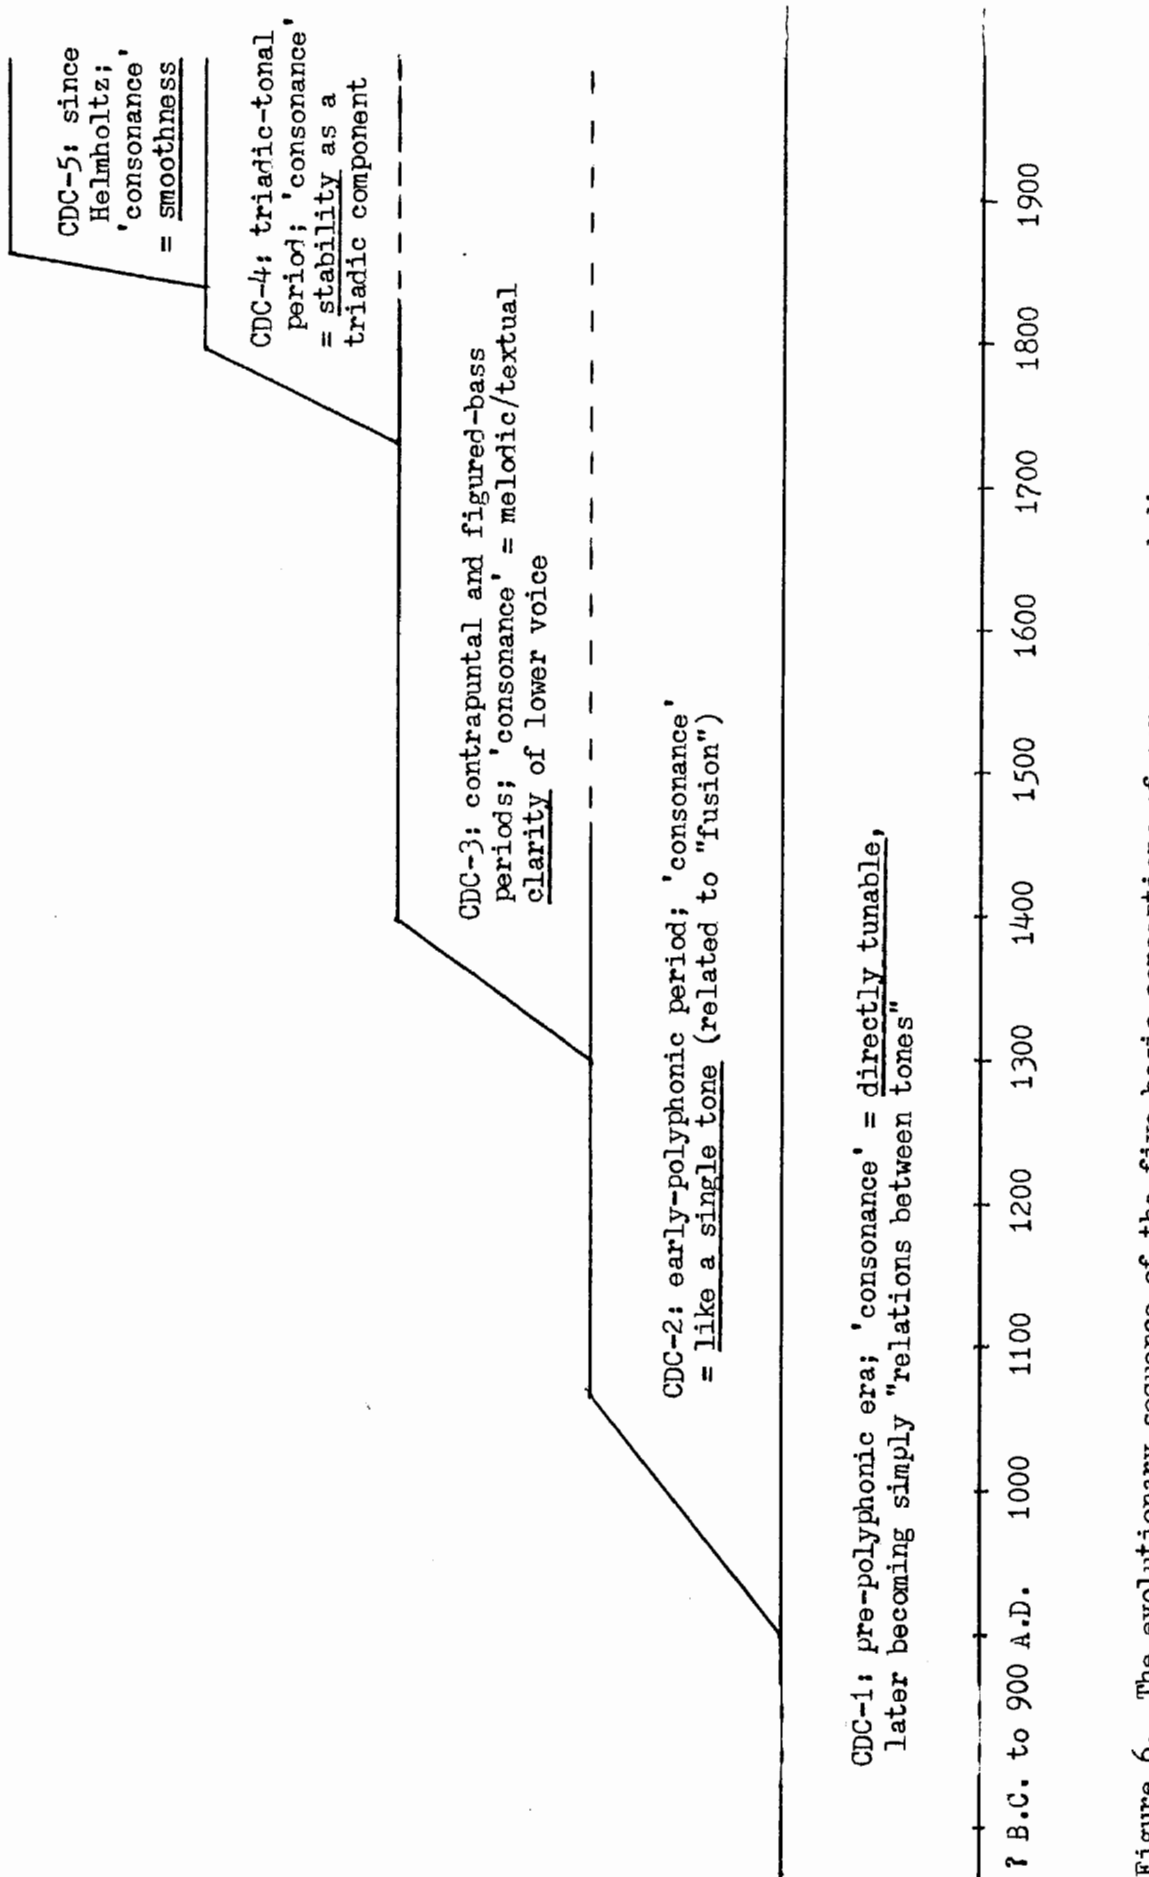 CDC-5: since
Helmholtz;
'consonance'
= smoothness
CDC-4: triadic-tonal
period; 'consonance'
= stability as a
triadic component
CDC-3: contrapuntal and figured-bass
periods; 'consonance' = melodic/textual
clarity of lower voice
CDC-2: early-polyphonic period; 'consonance'
= like a single tone (related to "fusion")
CDC-1: pre-polyphonic era; 'consonance' = directly tunable,
later becoming simply "relations between tones"
? B.C. to 900 A.D. 1000 1100 1200 1300 1400 1500 1600 1700 1800 1900
Figure 6. The evolutionary sequence of the five basic conceptions of